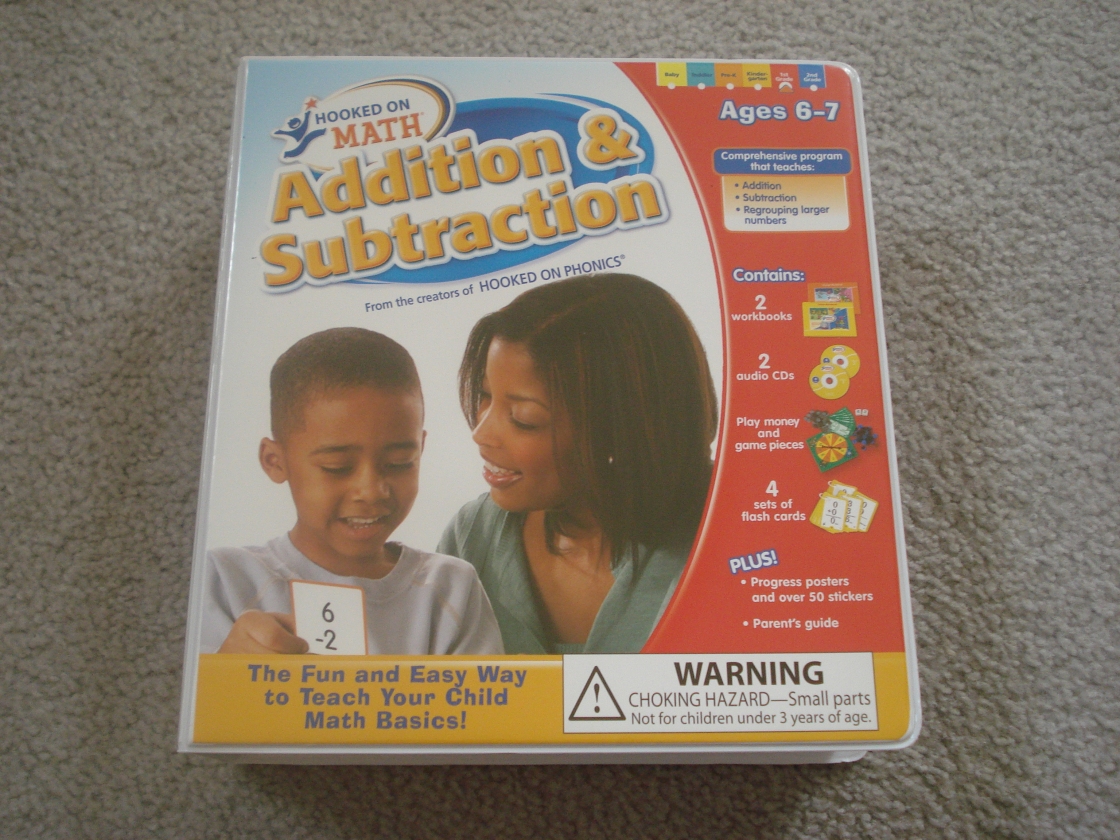 Baby
Toddler
Pre-K
Kinder-
garten
1st
Grade
2nd
Grade
HOOKED ON
MATH
Addition &
Subtraction
From the creators of HOOKED ON PHONICS®
Ages 6-7
Comprehensive program
that teaches:
• Addition
• Subtraction
• Regrouping larger
numbers
Contains:
2
workbooks
2
audio CDs
Play money
and
game pieces
4
sets of
flash cards
PLUS!
• Progress posters
and over 50 stickers
• Parent's guide
6
-2
The Fun and Easy Way
to Teach Your Child
Math Basics!
WARNING
CHOKING HAZARD—Small parts
Not for children under 3 years of age.